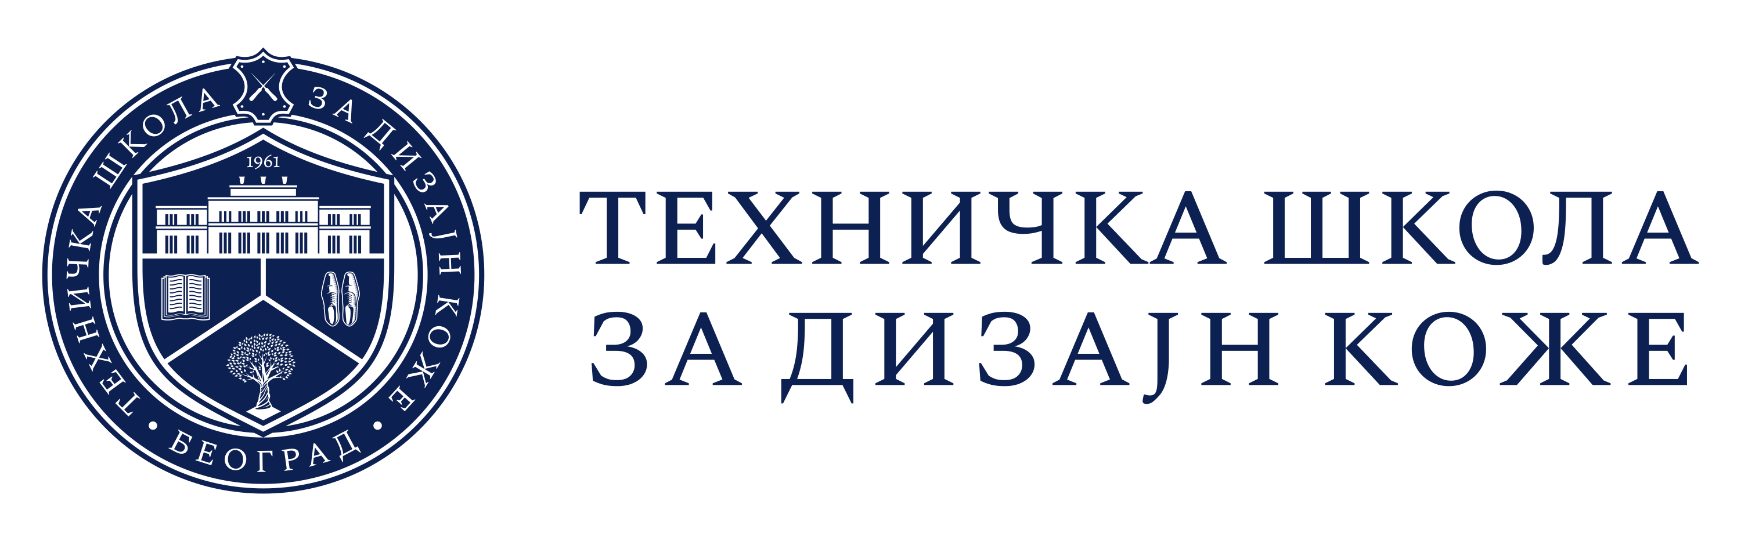 ТЕХНИЧКА ШКОЛА ЗА ДИЗАЈН КОЖЕ
• БЕОГРАД •
1961
ТЕХНИЧКА ШКОЛА
ЗА ДИЗАЈН КОЖЕ